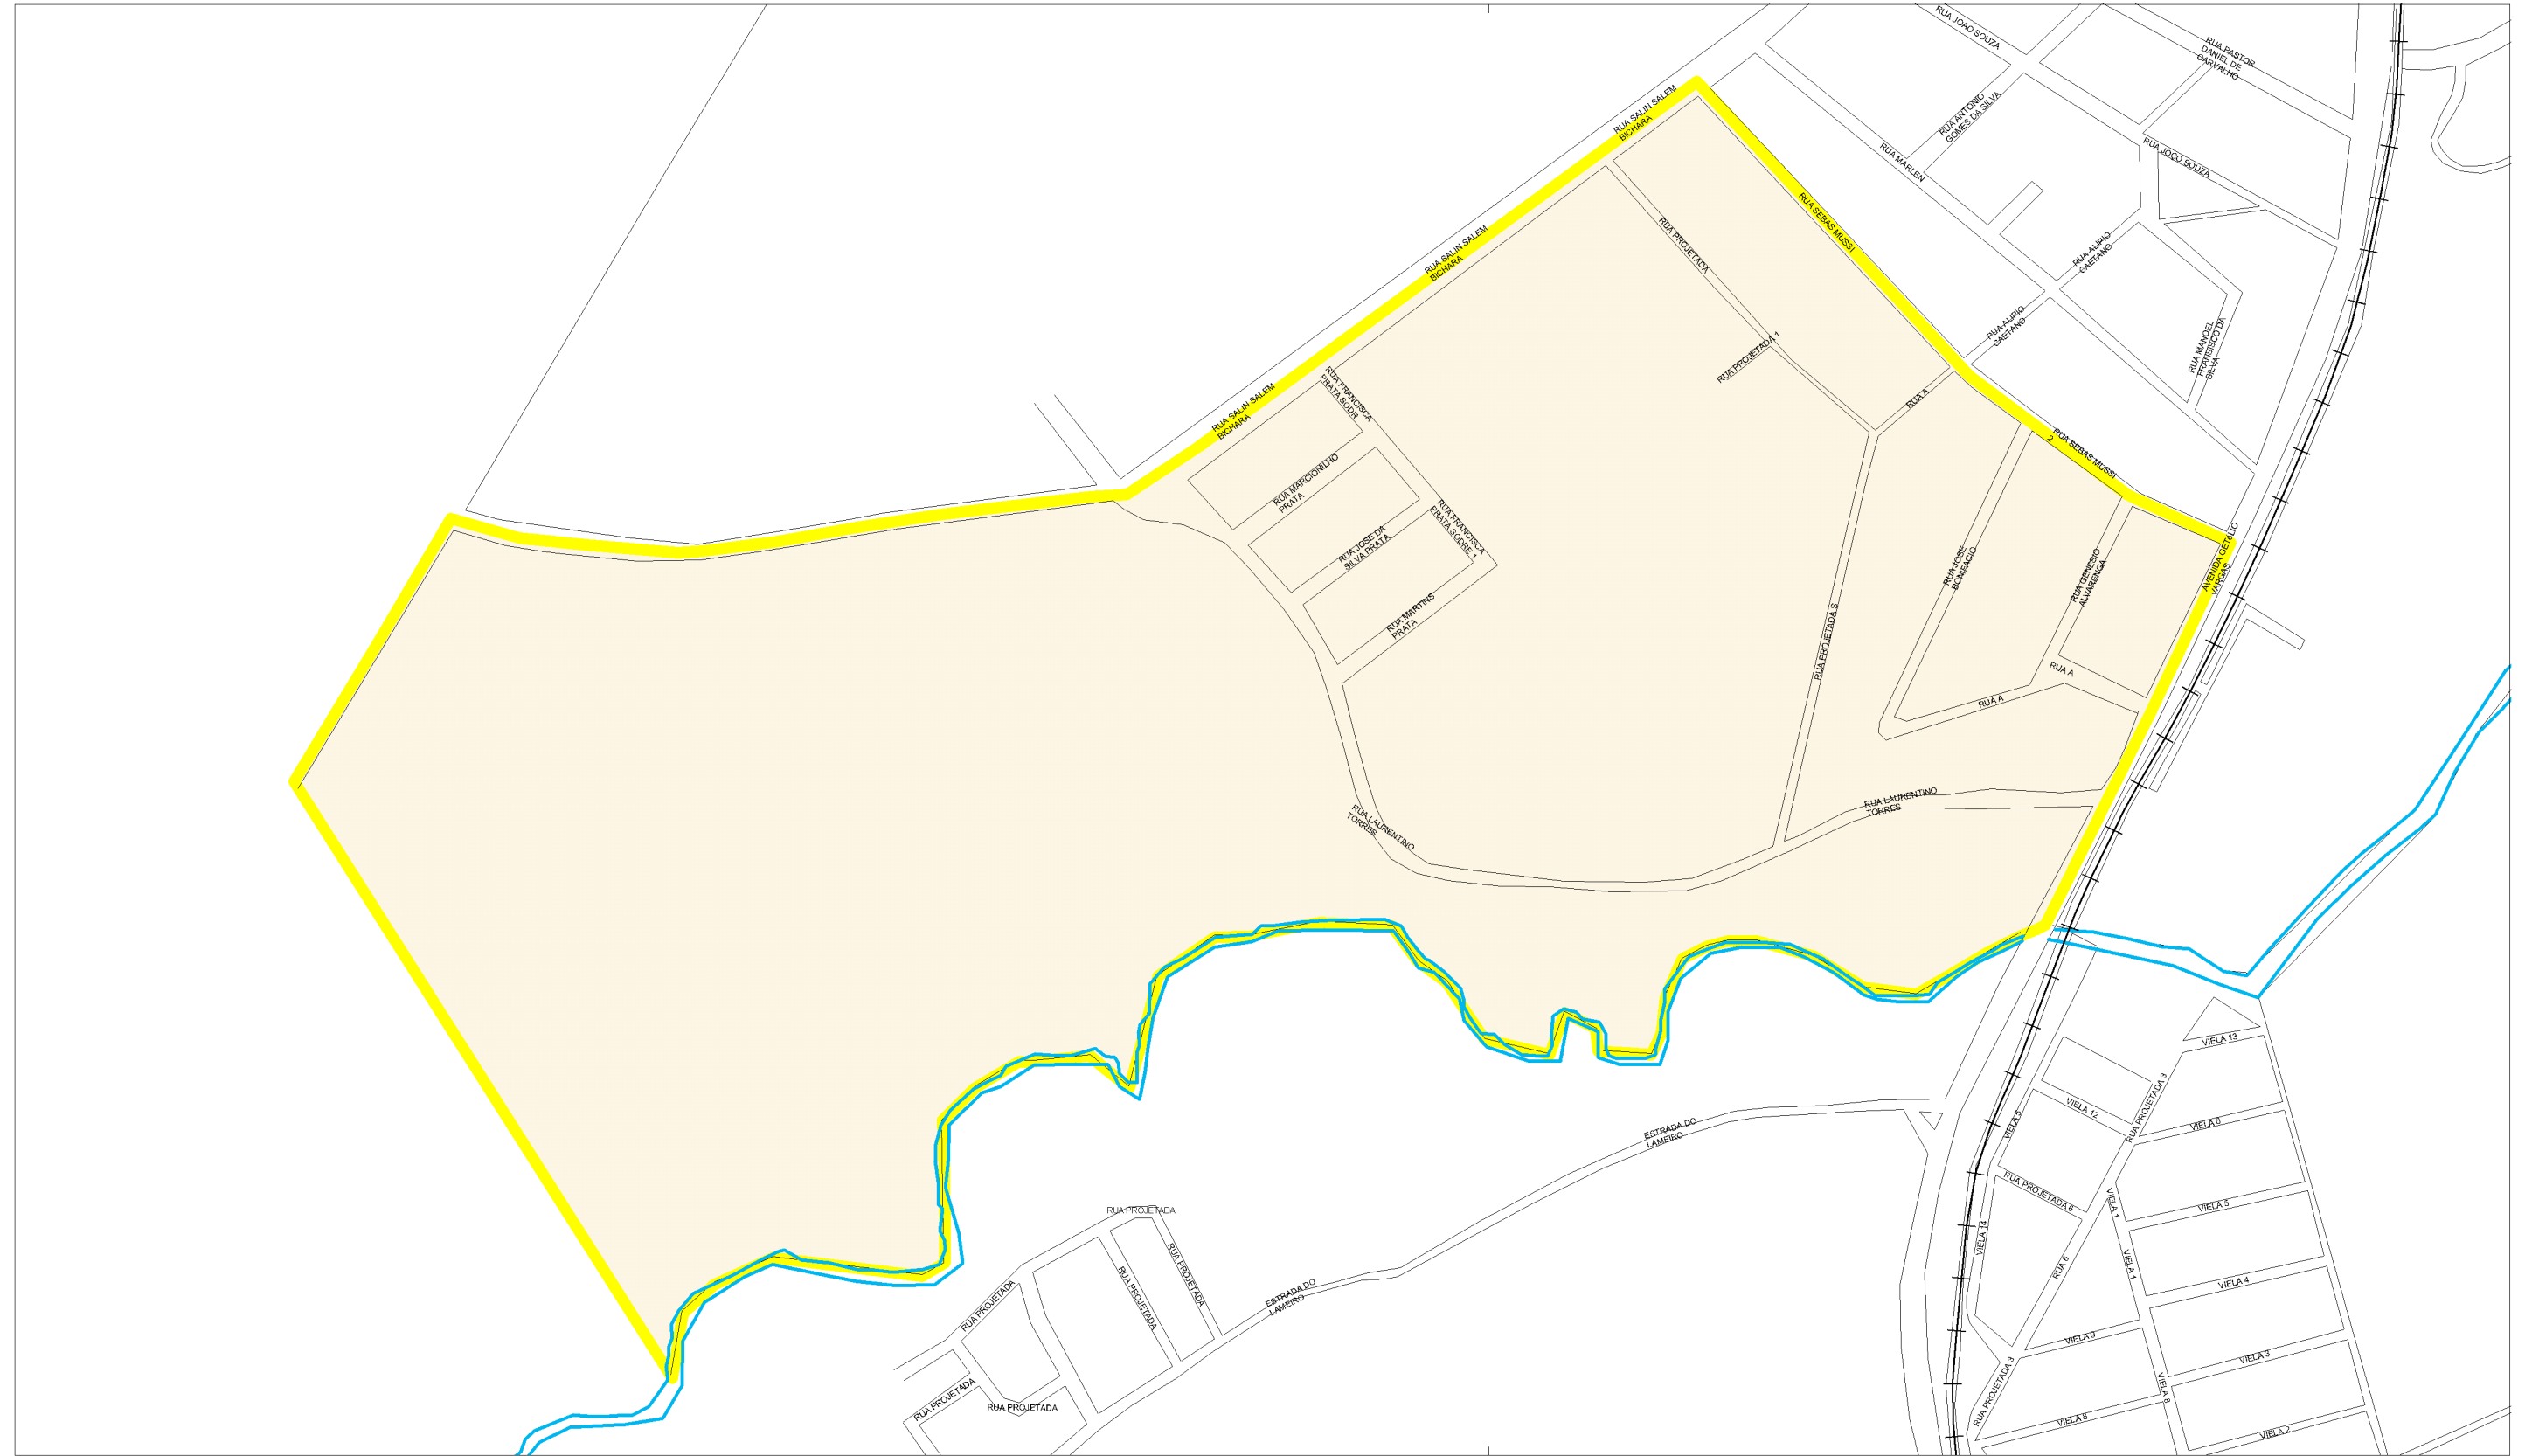 RUA JOAO SOUZA
RUA PASTOR
DANIEL DE
CARVALHO
RUA SALIN SALEM
BICHARA
RUA ANTONIO
GOMES DA SILVA
RUA MARLEN
RUA JOÇO SOUZA
RUA SEBAS MUSSI
RUA PROJETADA
RUA SALIN SALEM
BICHARA
RUA ALIPIO
CAETANO
RUA ALIPIO
CAETANO
RUA MANOEL
FRANSISCO DA
SILVA
RUA PROJETADA 1
RUA A
RUA SALIN SALEM
BICHARA
RUA FRANCISCA
PRATA SODR
RUA SEBAS MUSSI
2
RUA MARCIONILHO
PRATA
RUA JOSE DA
SILVA PRATA
RUA FRANCISCA
PRATA SODRE 1
RUA MARTINS
PRATA
RUA JOSE
BONIFACIO
RUA GENESIO
ALVARENGA
AVENIDA GETULIO
VARGAS
RUA PROJETADA S
RUA A
RUA A
RUA LAURENTINO
TORRES
RUA LAURENTINO
TORRES
VIELA 13
RUA PROJETADA 3
VIELA 12
VIELA 5
VIELA 6
ESTRADA DO
LAMEIRO
RUA PROJETADA 6
VIELA 1
VIELA 5
VIELA 14
RUA PROJETADA
RUA PROJETADA
RUA PROJETADA
RUA PROJETADA
ESTRADA DO
LAMEIRO
RUA 6
VIELA 1
VIELA 4
VIELA 9
VIELA 3
RUA PROJETADA 3
VIELA 8
RUA PROJETADA
RUA PROJETADA
VIELA 8
VIELA 2